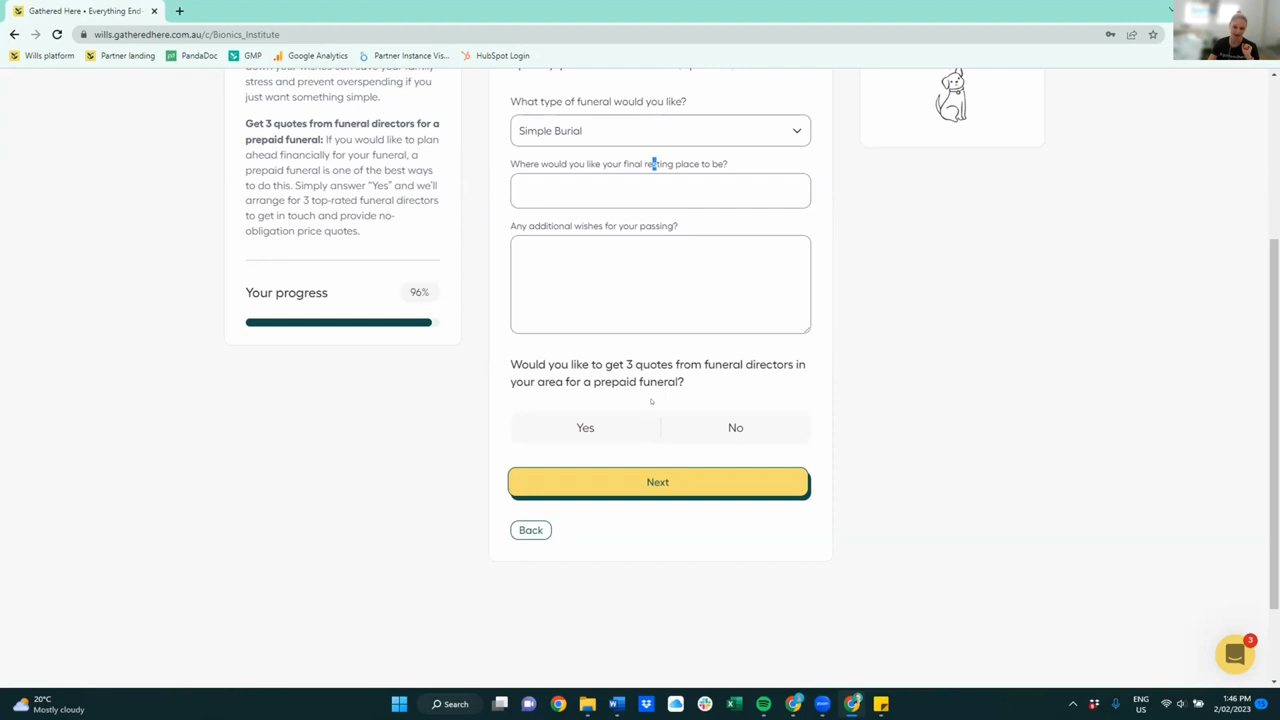 Gathered Here • Everything End-
wills.gatheredhere.com.au/c/Bionics_Institute
Wills platform
Partner landing
PandaDoc
GMP
Google Analytics
Partner Instance Vis...
HubSpot Login
down your wishes can save your family
stress and prevent overspending if you
just want something simple.
Get 3 quotes from funeral directors for a
prepaid funeral: If you would like to plan
ahead financially for your funeral, a
prepaid funeral is one of the best ways
to do this. Simply answer "Yes" and we'll
arrange for 3 top-rated funeral directors
to get in touch and provide no-
obligation price quotes.
Your progress
96%
What type of funeral would you like?
Simple Burial
Where would you like your final resting place to be?
Any additional wishes for your passing?
Would you like to get 3 quotes from funeral directors in
your area for a prepaid funeral?
Yes
No
Next
Back
3
20°C
Mostly cloudy
Search
ENG
US
1:46 PM
2/02/2023